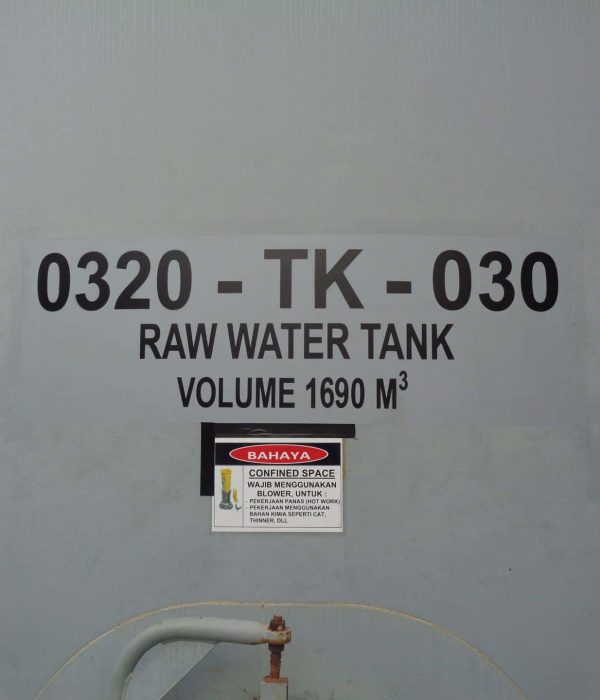 0320 - TK - 030
RAW WATER TANK
VOLUME 1690 M³
BAHAYA
CONFINED SPACE
WAJIB MENGGUNAKAN
BLOWER, UNTUK :
- PEKERJAAN PANAS (HOT WORK)
- PEKERJAAN MENGGUNAKAN
BAHAN KIMIA SEPERTI CAT,
THINNER, DLL